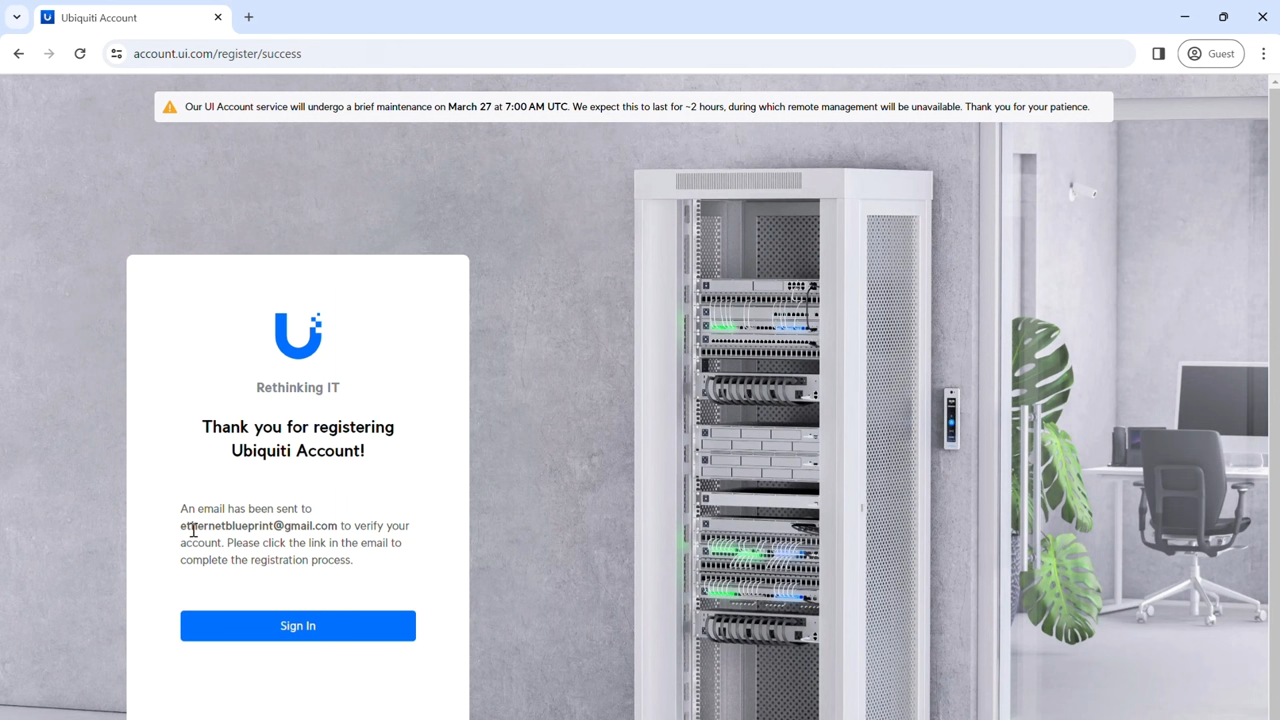 Ubiquiti Account
account.ui.com/register/success
Guest
Our UI Account service will undergo a brief maintenance on March 27 at 7:00 AM UTC. We expect this to last for ~2 hours, during which remote management will be unavailable. Thank you for your patience.
Rethinking IT
Thank you for registering
Ubiquiti Account!
An email has been sent to
ethernetblueprint@gmail.com to verify your
account. Please click the link in the email to
complete the registration process.
Sign In